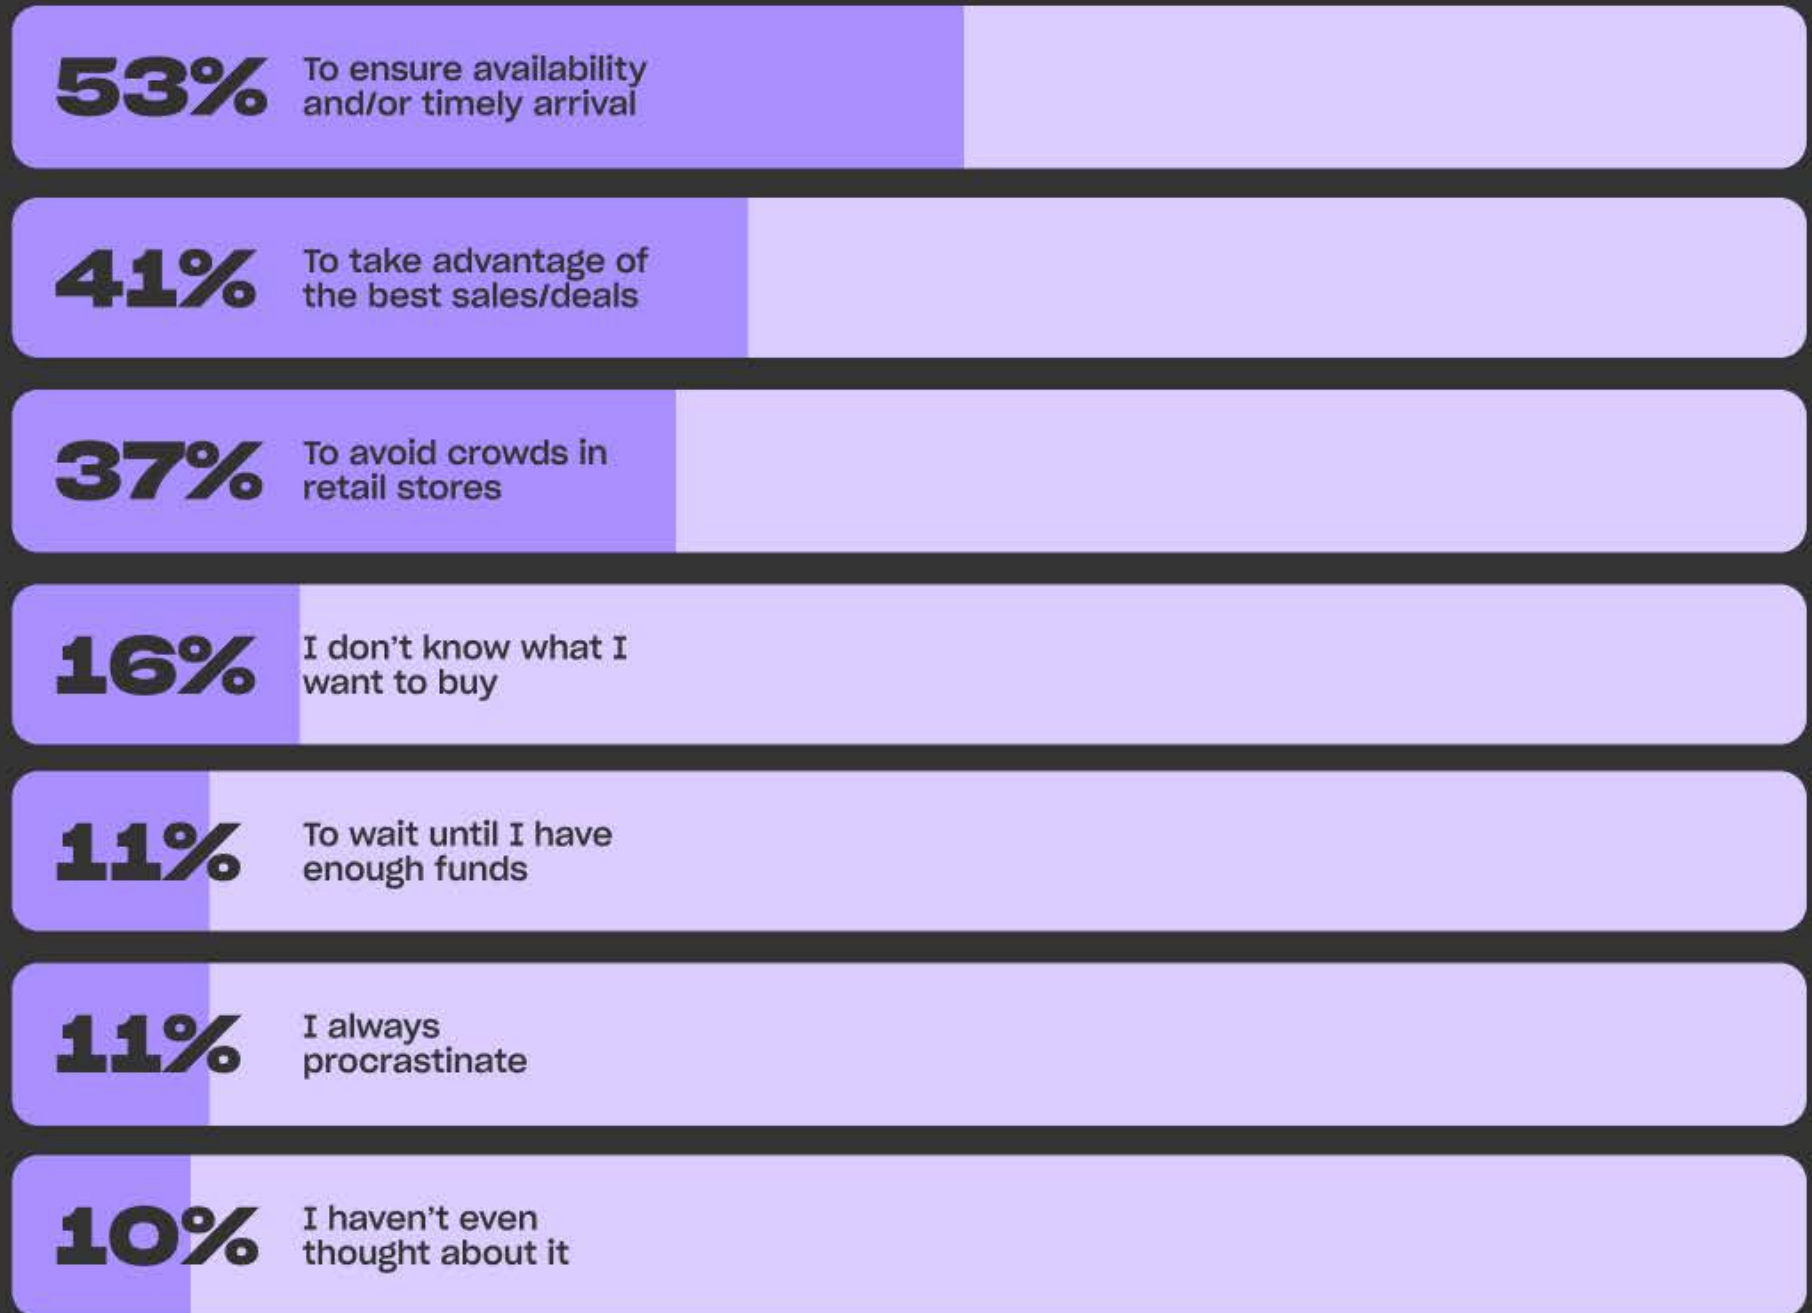 53%
To ensure availability
and/or timely arrival
41%
To take advantage of
the best sales/deals
37%
To avoid crowds in
retail stores
16%
I don’t know what I
want to buy
11%
To wait until I have
enough funds
11%
I always
procrastinate
10%
I haven’t even
thought about it